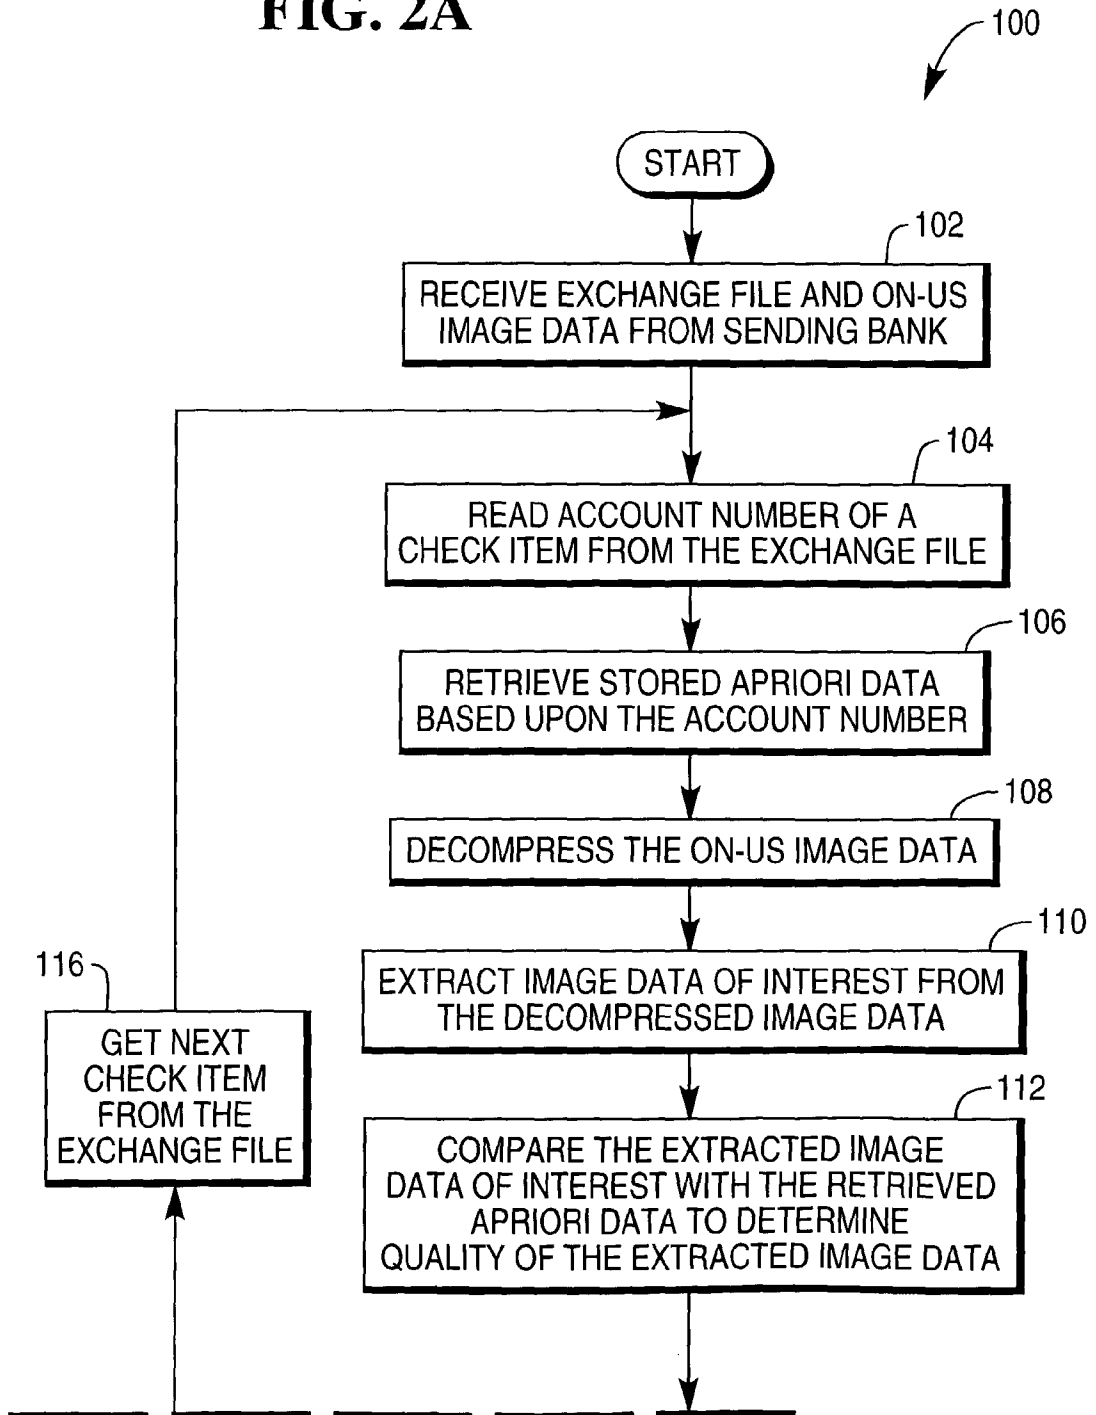 FIG. 2A
100
START
102
RECEIVE EXCHANGE FILE AND ON-US
IMAGE DATA FROM SENDING BANK
104
READ ACCOUNT NUMBER OF A
CHECK ITEM FROM THE EXCHANGE FILE
106
RETRIEVE STORED APRIORI DATA
BASED UPON THE ACCOUNT NUMBER
108
DECOMPRESS THE ON-US IMAGE DATA
110
EXTRACT IMAGE DATA OF INTEREST FROM
THE DECOMPRESSED IMAGE DATA
116
GET NEXT
CHECK ITEM
FROM THE
EXCHANGE FILE
112
COMPARE THE EXTRACTED IMAGE
DATA OF INTEREST WITH THE RETRIEVED
APRIORI DATA TO DETERMINE
QUALITY OF THE EXTRACTED IMAGE DATA